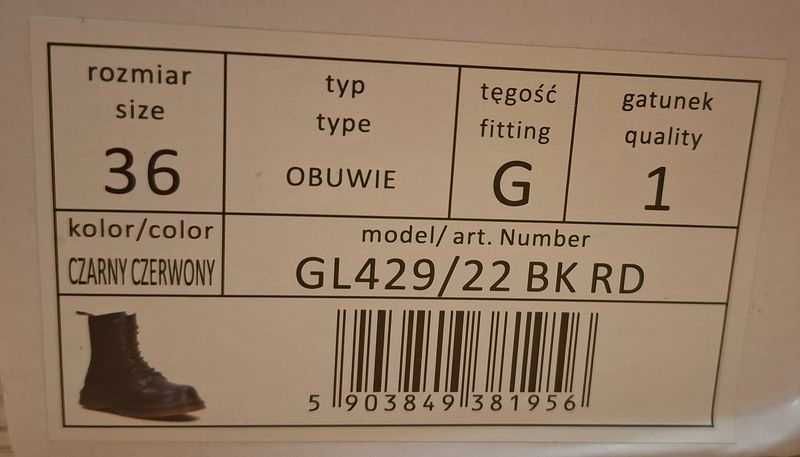 rozmiar
size
36
typ
type
OBUWIE
tęgość
fitting
G
gatunek
quality
1
kolor/color
CZARNY CZERWONY
model/ art. Number
GL429/22 BK RD
5 903849 381956